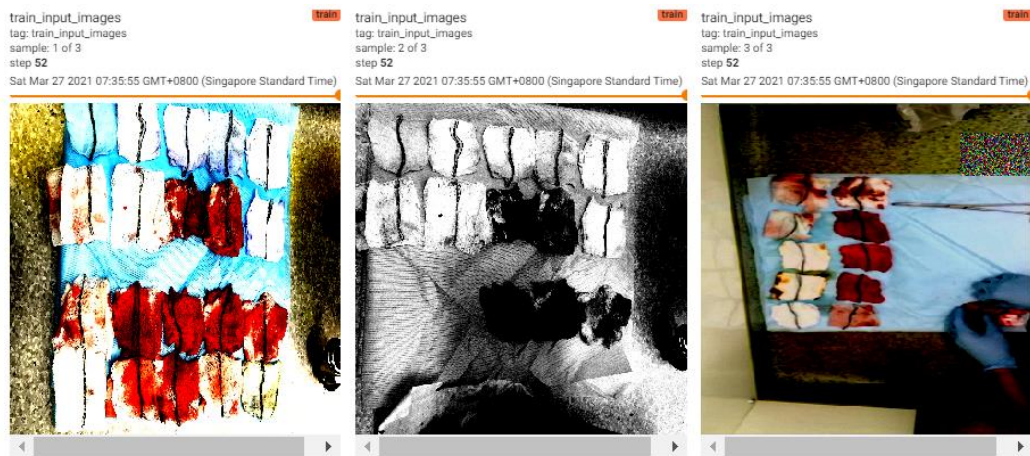 train_input_images
train
tag: train_input_images
sample: 1 of 3
step 52
Sat Mar 27 2021 07:35:55 GMT+0800 (Singapore Standard Time)
train_input_images
train
tag: train_input_images
sample: 2 of 3
step 52
Sat Mar 27 2021 07:35:55 GMT+0800 (Singapore Standard Time)
train_input_images
train
tag: train_input_images
sample: 3 of 3
step 52
Sat Mar 27 2021 07:35:55 GMT+0800 (Singapore Standard Time)